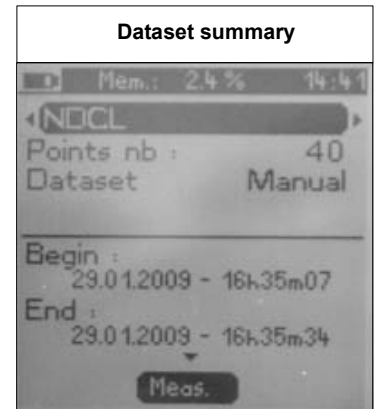 Dataset summary
Mem.: 2.4 % 14:41
NDCL
Points nb : 40
Dataset Manual
Begin :
29.01.2009 - 16h35m07
End :
29.01.2009 - 16h35m34
Meas.